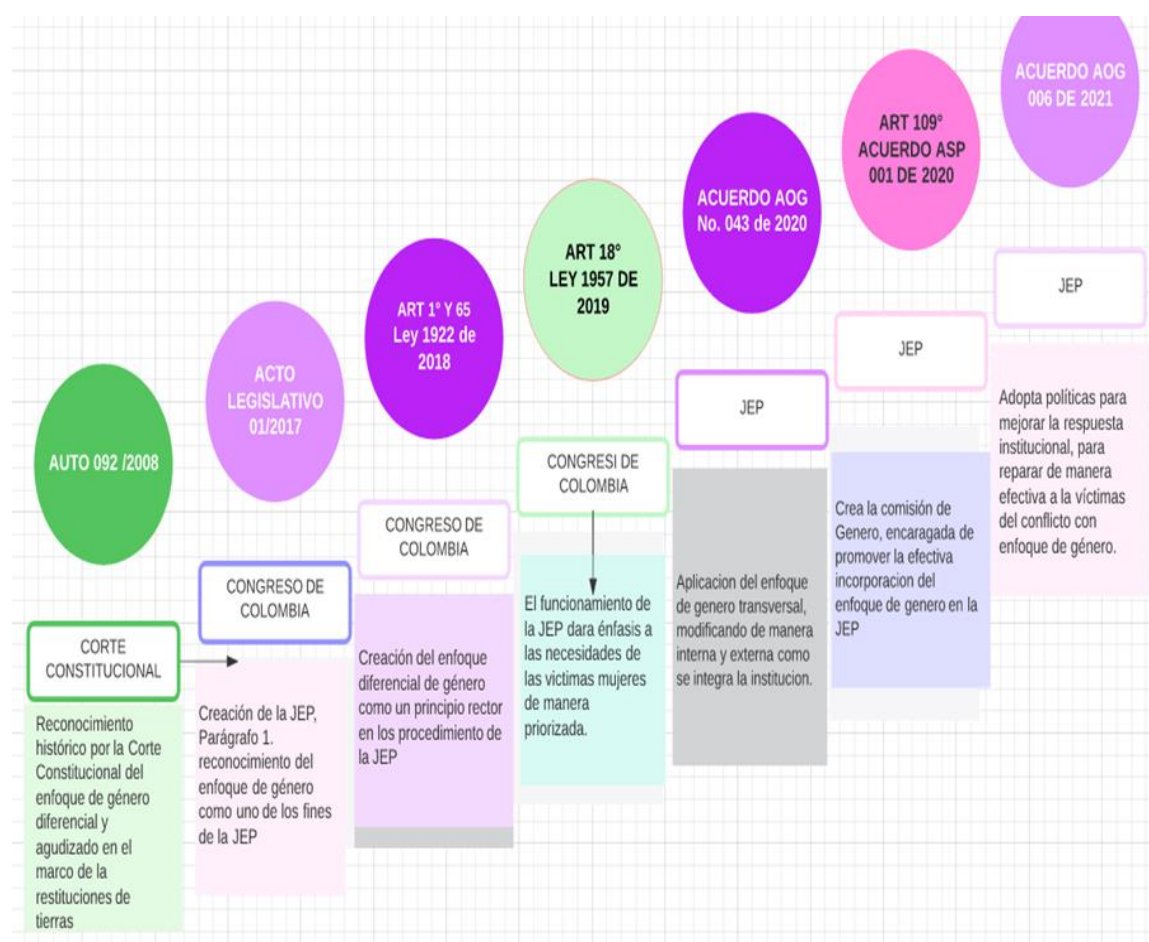 AUTO 092 /2008
CORTE
CONSTITUCIONAL
Reconocimiento
histórico por la Corte
Constitucional del
enfoque de género
diferencial y
agudizado en el
marco de la
restituciones de
tierras
ACTO
LEGISLATIVO
01/2017
CONGRESO DE
COLOMBIA
Creación de la JEP,
Parágrafo 1.
reconocimiento del
enfoque de género
como uno de los fines
de la JEP
ART 1° Y 65
Ley 1922 de
2018
CONGRESO DE
COLOMBIA
Creación del enfoque
diferencial de género
como un principio rector
en los procedimiento de
la JEP
ART 18°
LEY 1957 DE
2019
CONGRESI DE
COLOMBIA
El funcionamiento de
la JEP dara énfasis a
las necesidades de
las victimas mujeres
de manera
priorizada.
ACUERDO AOG
No. 043 de 2020
JEP
Aplicacion del enfoque
de genero transversal,
modificando de manera
interna y externa como
se integra la institucion.
ART 109°
ACUERDO ASP
001 DE 2020
JEP
Crea la comisión de
Genero, encaragada de
promover la efectiva
incorporacion del
enfoque de genero en la
JEP
ACUERDO AOG
006 DE 2021
JEP
Adopta políticas para
mejorar la respuesta
institucional, para
reparar de manera
efectiva a la víctimas
del conflicto con
enfoque de género.